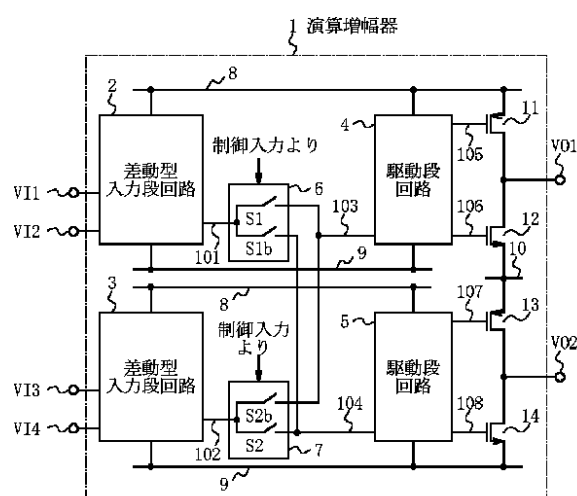 1 演算増幅器
2
8
差動型
入力段回路
制御入力より
6
S1
S1b
101
VI1
VI2
103
4
駆動段
回路
105
106
11
VO1
12
10
9
3
8
差動型
入力段回路
制御入力
より
S2b
S2
7
102
VI3
VI4
104
5
駆動段
回路
107
108
13
VO2
14
9